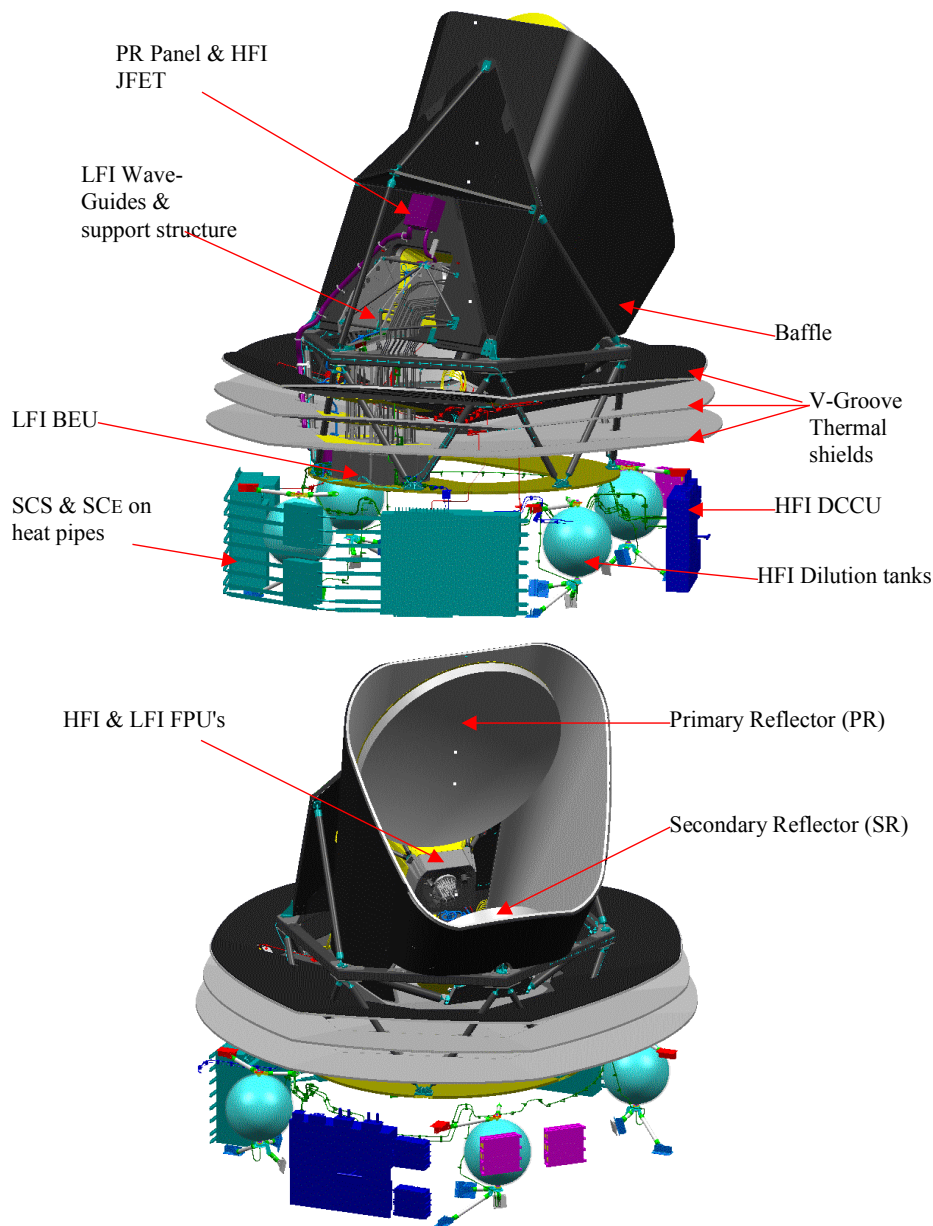 PR Panel & HFI
JFET
LFI Wave-
Guides &
support structure
Baffle
V-Groove
Thermal
shields
LFI BEU
SCS & SCE on
heat pipes
HFI DCCU
HFI Dilution tanks
HFI & LFI FPU's
Primary Reflector (PR)
Secondary Reflector (SR)